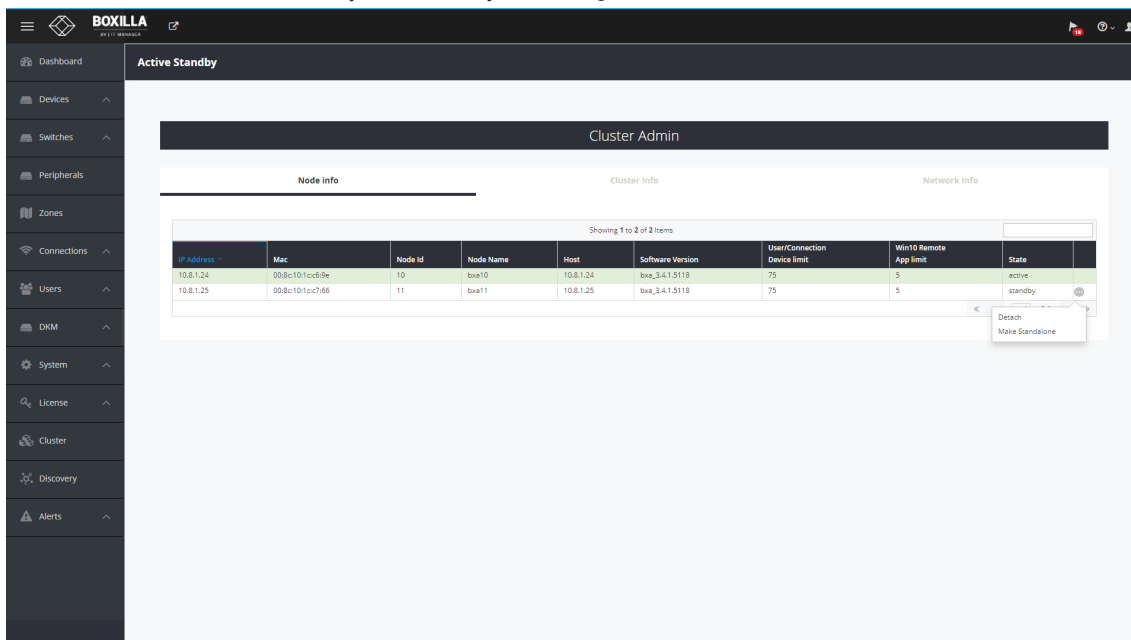 BOXILLA
AV | IT MANAGER
18
Dashboard
Devices
Switches
Peripherals
Zones
Connections
Users
DKM
System
License
Cluster
Discovery
Alerts
Active Standby
Cluster Admin
Node info Cluster Info Network Info
Showing 1 to 2 of 2 Items
IP Address Mac Node Id Node Name Host Software Version User/Connection Device limit Win10 Remote App limit State
10.8.1.24 00:8c:10:1c:c6:9e 10 bxa10 10.8.1.24 bxa_3.4.1.5118 75 5 active
10.8.1.25 00:8c:10:1c:c7:66 11 bxa11 10.8.1.25 bxa_3.4.1.5118 75 5 standby
Detach
Make Standalone